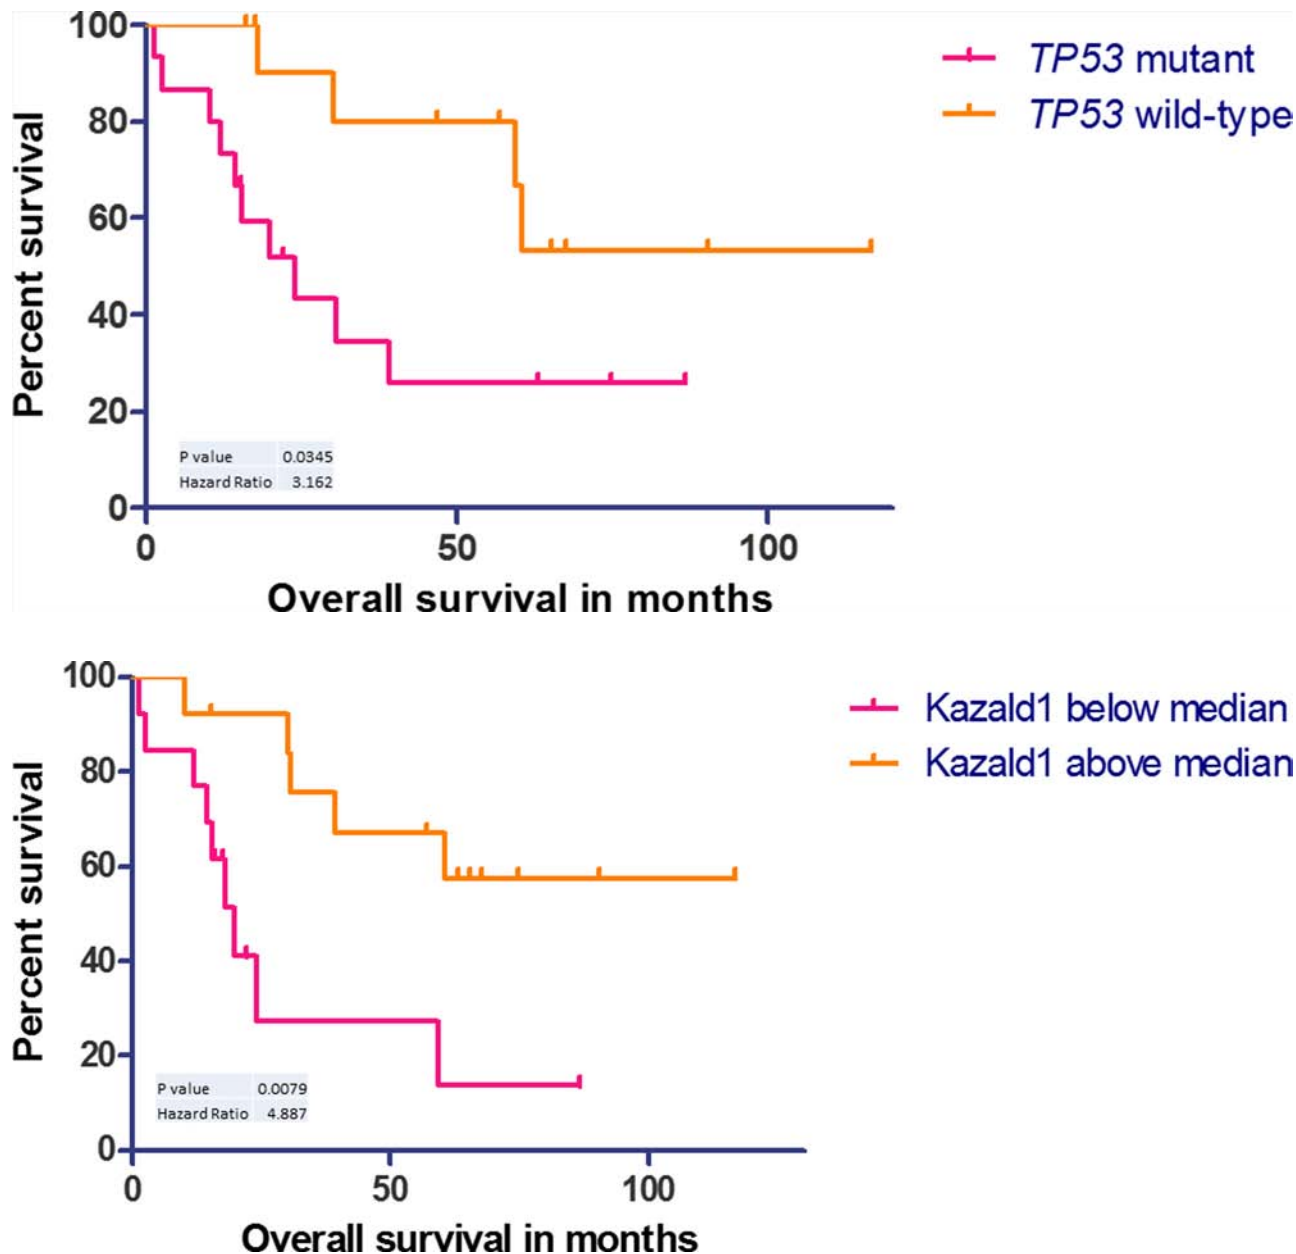 100
80
60
40
20
0
Percent survival
TP53 mutant
TP53 wild-type
P value 0.0345
Hazard Ratio 3.162
0 50 100
Overall survival in months
100
80
60
40
20
0
Percent survival
Kazald1 below median
Kazald1 above median
P value 0.0079
Hazard Ratio 4.887
0 50 100
Overall survival in months